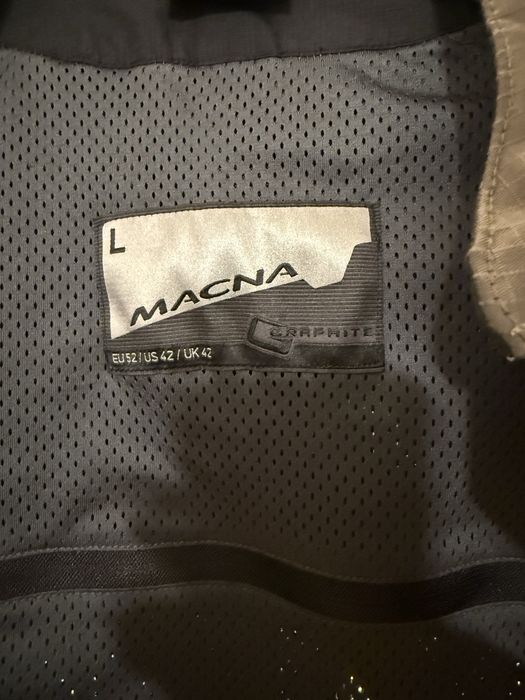 L
MACNA
GRAPHITE
EU 52 / US 42 / UK 42